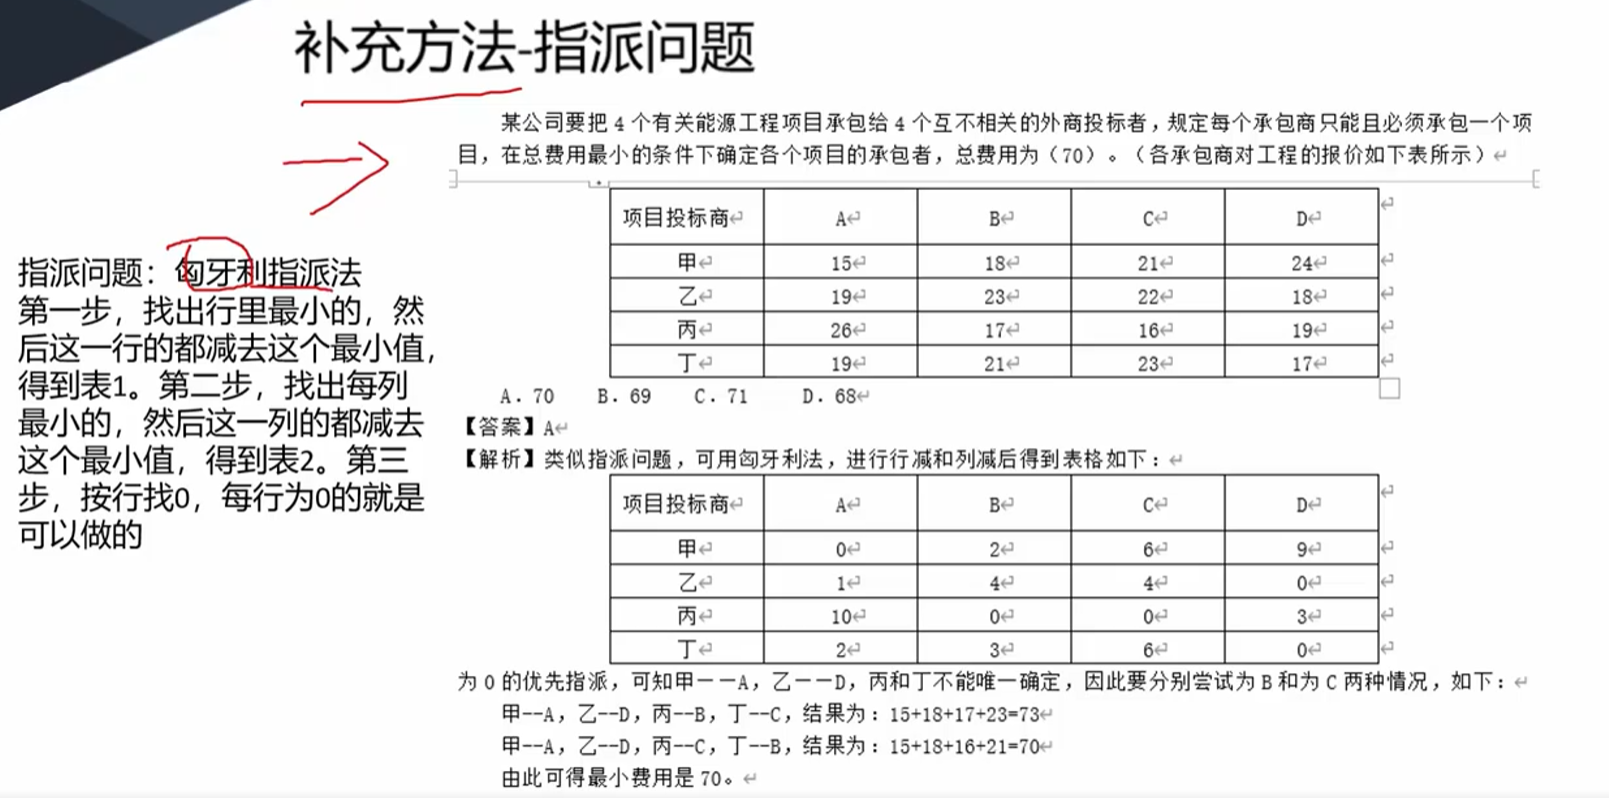 补充方法-指派问题
某公司要把 4 个有关能源工程项目承包给 4 个互不相关的外商投标者，规定每个承包商只能且必须承包一个项
目，在总费用最小的条件下确定各个项目的承包者，总费用为（70）。（各承包商对工程的报价如下表所示）
项目投标商 A B C D
甲 15 18 21 24
乙 19 23 22 18
丙 26 17 16 19
丁 19 21 23 17
A. 70 B. 69 C. 71 D. 68
【答案】A
【解析】类似指派问题，可用匈牙利法，进行行减和列减后得到表格如下：
项目投标商 A B C D
甲 0 2 6 9
乙 1 4 4 0
丙 10 0 0 3
丁 2 3 6 0
为 0 的优先指派，可知甲——A，乙——D，丙和丁不能唯一确定，因此要分别尝试为 B 和为 C 两种情况，如下：
甲--A，乙--D，丙--B，丁--C，结果为：15+18+17+23=73
甲--A，乙--D，丙--C，丁--B，结果为：15+18+16+21=70
由此可得最小费用是 70。
指派问题：匈牙利指派法
第一步，找出行里最小的，然
后这一行的都减去这个最小值，
得到表1。第二步，找出每列
最小的，然后这一列的都减去
这个最小值，得到表2。第三
步，按行找0，每行为0的就是
可以做的